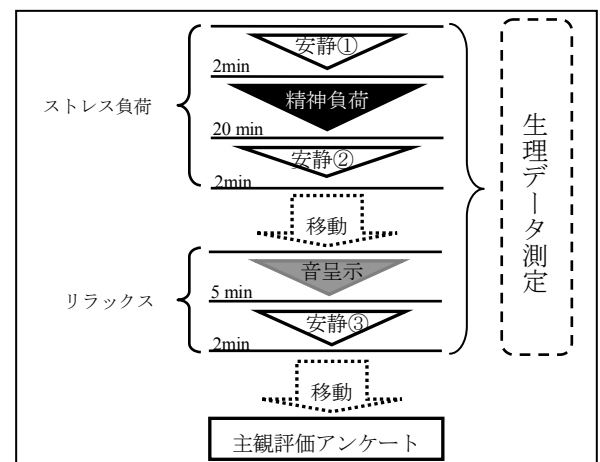 安静①
2min
ストレス負荷
精神負荷
20 min
安静②
2min
移動
音呈示
リラックス
5 min
安静③
2min
移動
主観評価アンケート
生理データ測定